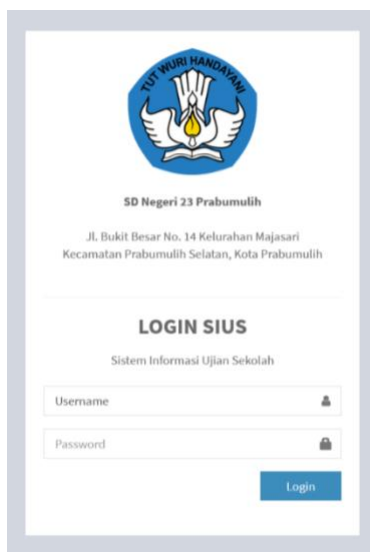 TUT WURI HANDAYANI
SD Negeri 23 Prabumulih
Jl. Bukit Besar No. 14 Kelurahan Majasari
Kecamatan Prabumulih Selatan, Kota Prabumulih
LOGIN SIUS
Sistem Informasi Ujian Sekolah
Username
Password
Login